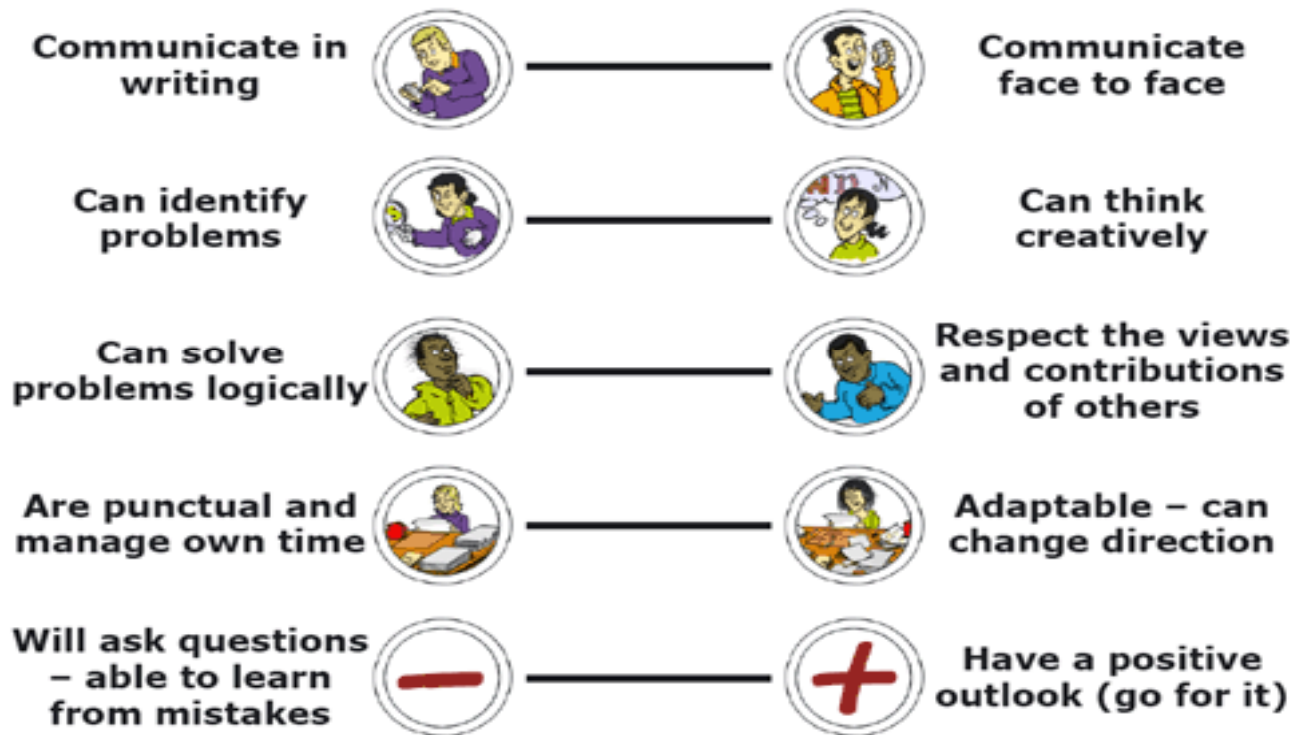 Communicate in
writing
Communicate
face to face
Can identify
problems
Can think
creatively
Can solve
problems logically
Respect the views
and contributions
of others
Are punctual and
manage own time
Adaptable – can
change direction
Will ask questions
– able to learn
from mistakes
Have a positive
outlook (go for it)